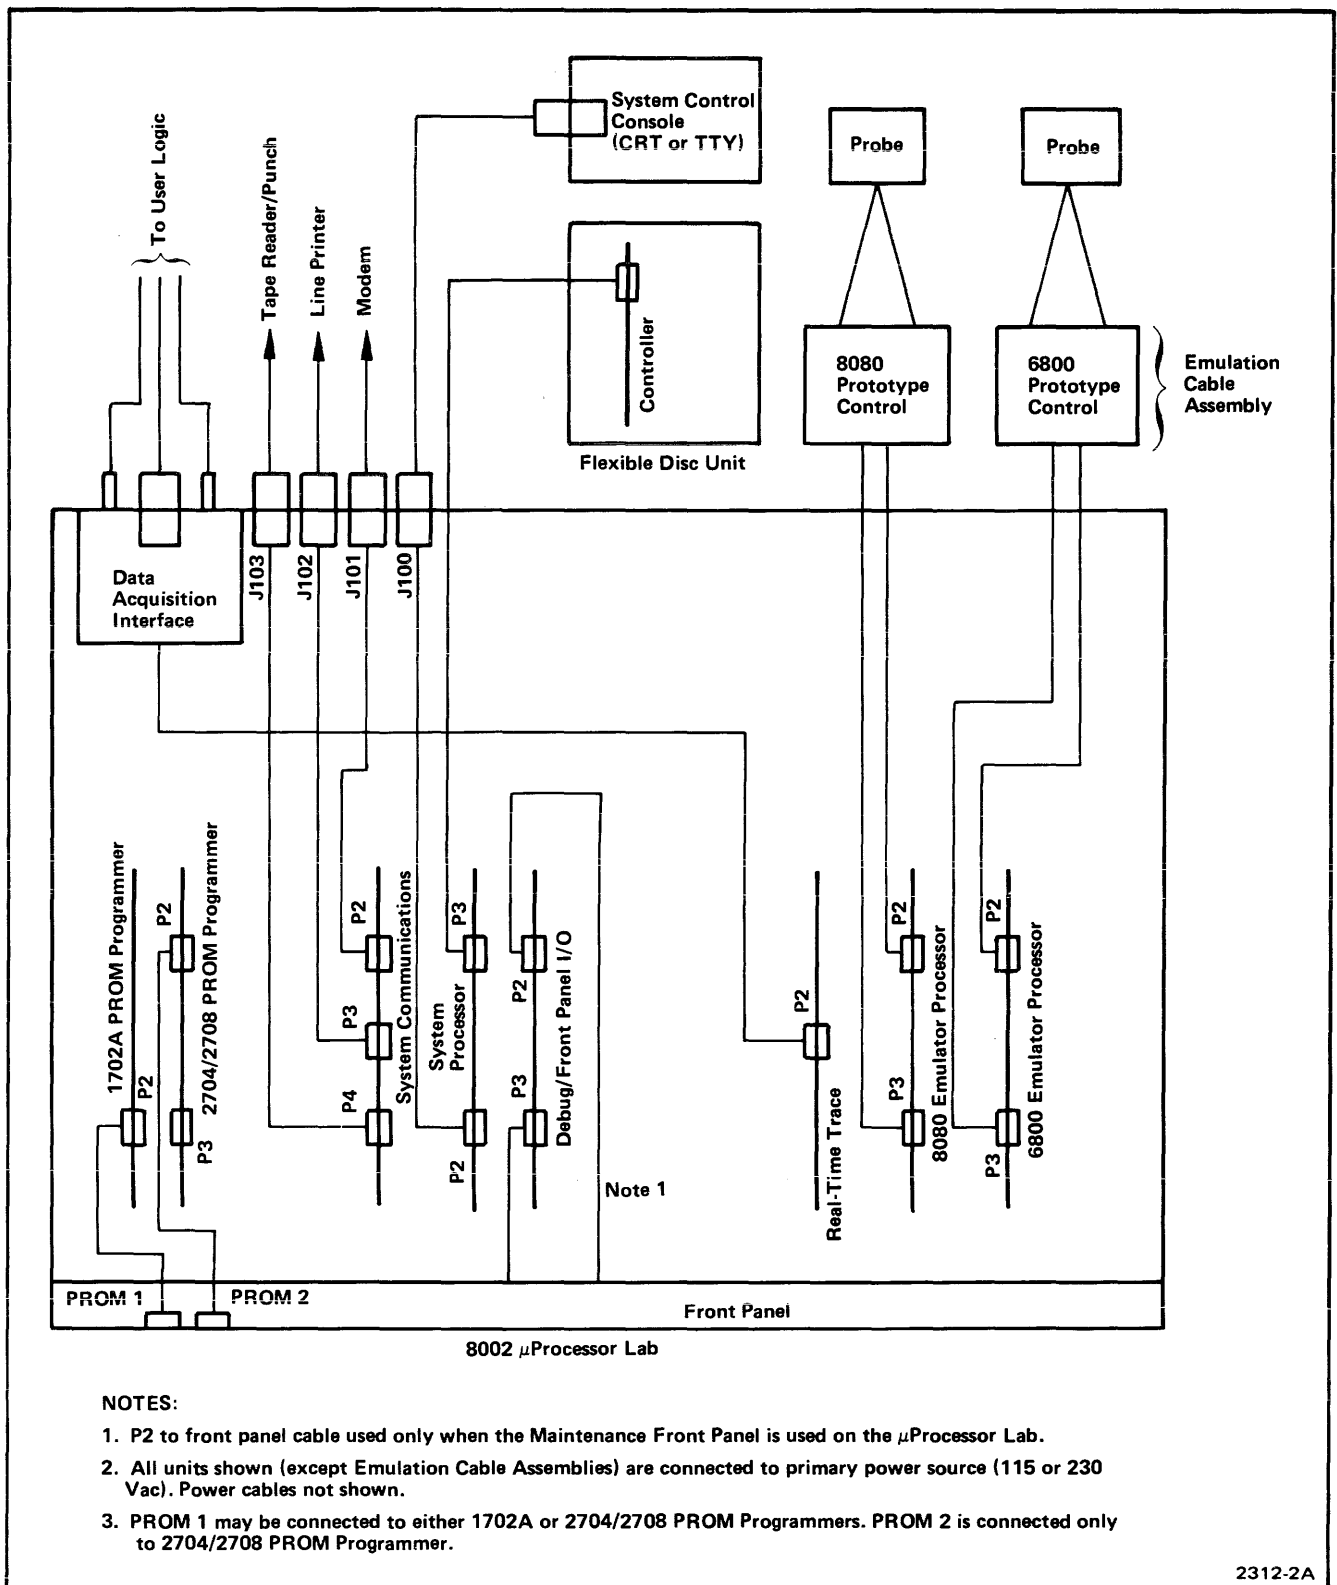 System Control
Console
(CRT or TTY)
Probe
Probe
To User Logic
Tape Reader/Punch
Line Printer
Modem
Controller
8080
Prototype
Control
6800
Prototype
Control
Emulation
Cable
Assembly
Flexible Disc Unit
Data
Acquisition
Interface
J103
J102
J101
J100
1702A PROM Programmer
P2
P2
2704/2708 PROM Programmer
P3
P2
P3
P4
System Communications
P3
System
Processor
P2
P2
P3
Debug/Front Panel I/O
Note 1
P2
Real-Time Trace
P2
P3
8080 Emulator Processor
P2
P3
6800 Emulator Processor
PROM 1
PROM 2
Front Panel
8002 μProcessor Lab
NOTES:
1. P2 to front panel cable used only when the Maintenance Front Panel is used on the μProcessor Lab.
2. All units shown (except Emulation Cable Assemblies) are connected to primary power source (115 or 230
Vac). Power cables not shown.
3. PROM 1 may be connected to either 1702A or 2704/2708 PROM Programmers. PROM 2 is connected only
to 2704/2708 PROM Programmer.
2312-2A